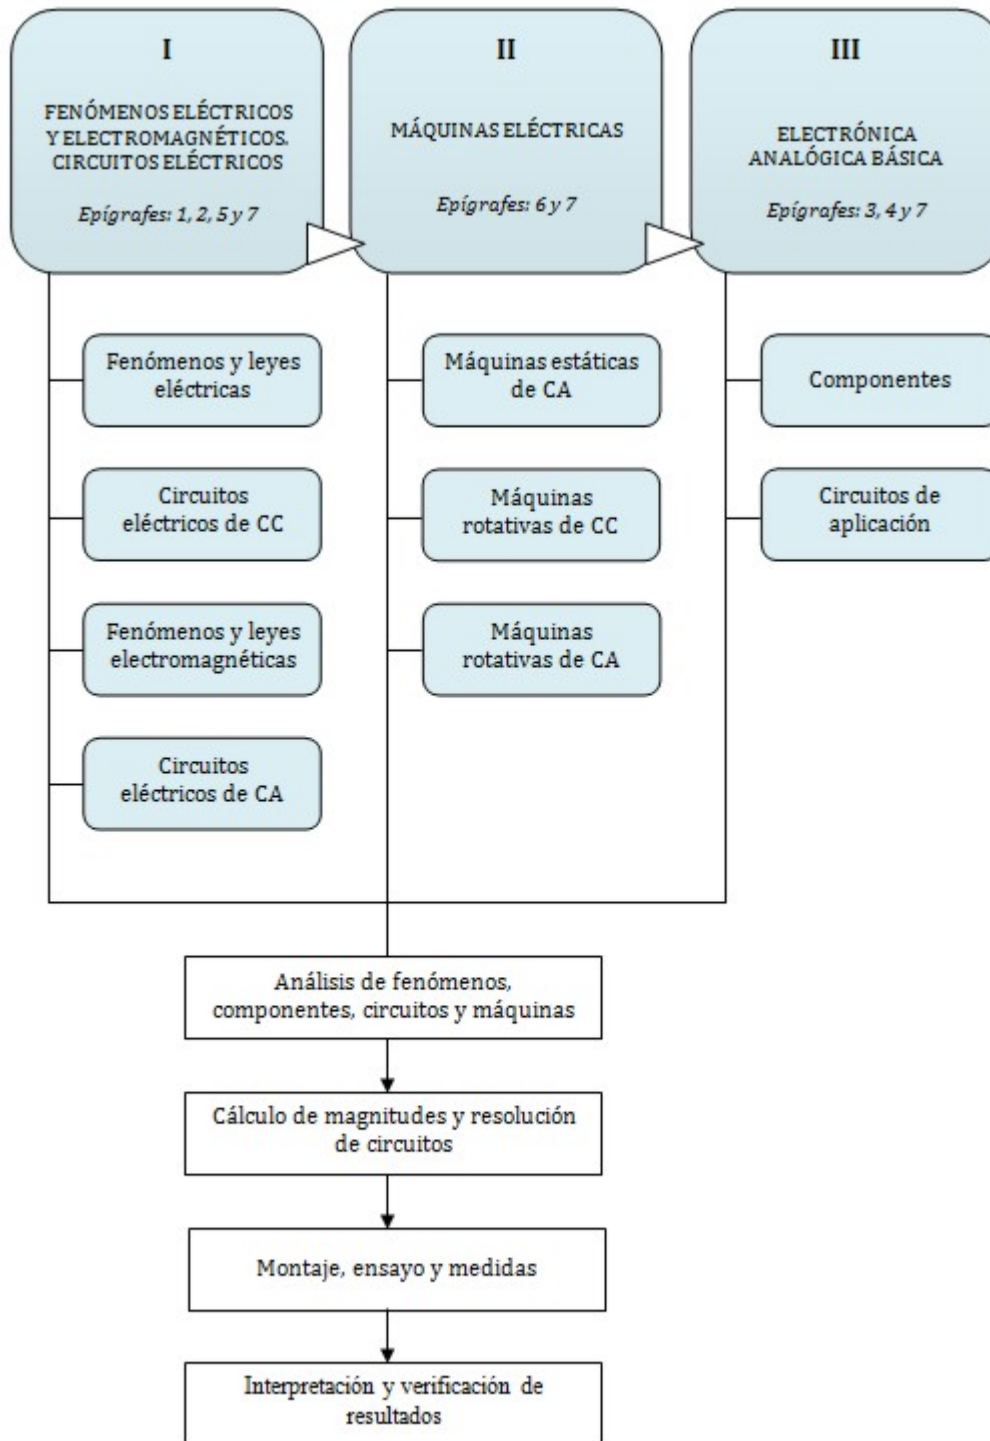 I
FENÓMENOS ELÉCTRICOS
Y ELECTROMAGNÉTICOS.
CIRCUITOS ELÉCTRICOS
Epígrafes: 1, 2, 5 y 7
II
MÁQUINAS ELÉCTRICAS
Epígrafes: 6 y 7
III
ELECTRÓNICA
ANALÓGICA BÁSICA
Epígrafes: 3, 4 y 7
Fenómenos y leyes
eléctricas
Circuitos
eléctricos de CC
Fenómenos y leyes
electromagnéticas
Circuitos
eléctricos de CA
Máquinas estáticas
de CA
Máquinas
rotativas de CC
Máquinas
rotativas de CA
Componentes
Circuitos de
aplicación
Análisis de fenómenos,
componentes, circuitos y máquinas
Cálculo de magnitudes y resolución
de circuitos
Montaje, ensayo y medidas
Interpretación y verificación de
resultados